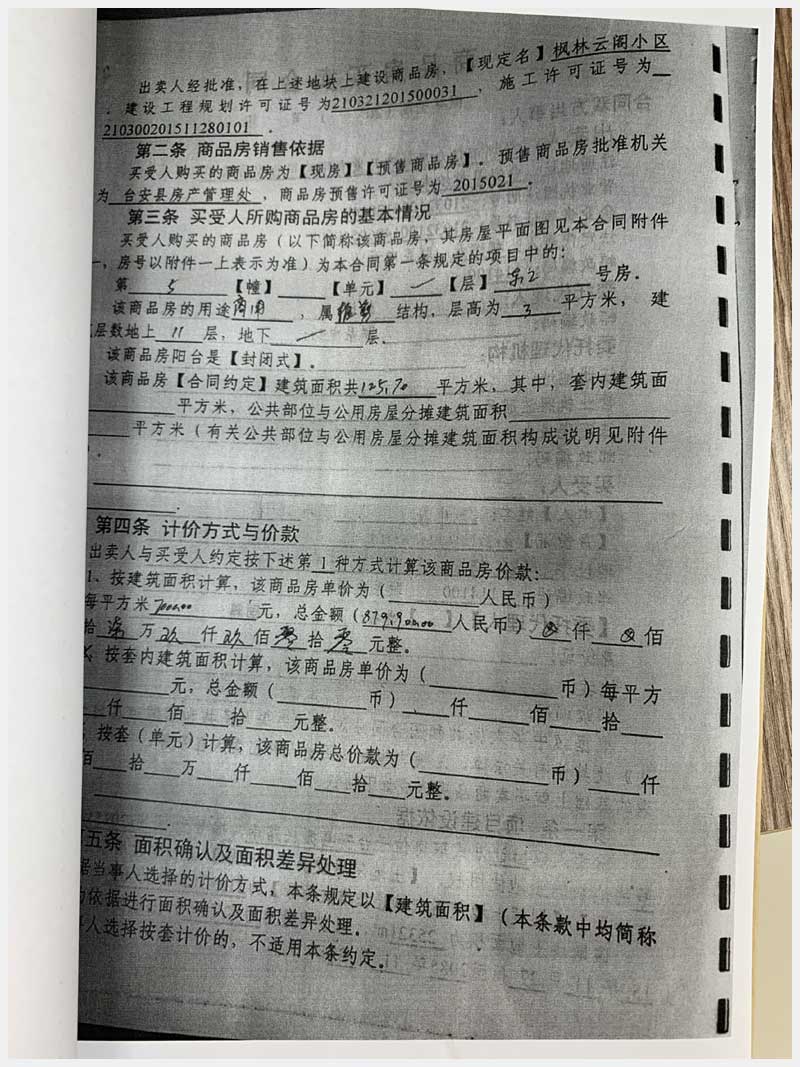 出卖人经批准，在上述地块上建设商品房，【现定名】枫林云阁小区
．建设工程规划许可证号为210321201500031，施工许可证号为
210300201511280101．
第二条 商品房销售依据
买受人购买的商品房为【现房】【预售商品房】．预售商品房批准机关
为 台安县房产管理处，商品房预售许可证号为 2015021．
第三条 买受人所购商品房的基本情况
买受人购买的商品房（以下简称该商品房，其房屋平面图见本合同附件
一，房号以附件一上表示为准）为本合同第一条规定的项目中的：
第 5 【幢】 【单元】 一 【层】 东2 号房．
该商品房的用途商用，属 结构，层高为 3 平方米，建
层数地上 11 层，地下 层．
该商品房阳台是【封闭式】．
该商品房【合同约定】建筑面积共125.70 平方米，其中，套内建筑面
平方米，公共部位与公用房屋分摊建筑面积
平方米（有关公共部位与公用房屋分摊建筑面积构成说明见附件
第四条 计价方式与价款
出卖人与买受人约定按下述第 1 种方式计算该商品房价款：
1、按建筑面积计算，该商品房单价为（ 人民币）
每平方米7000.00 元，总金额（879,900.00人民币） 仟 佰
拾 柒 万 玖 仟 玖 佰 零 拾 零 元整．
按套内建筑面积计算，该商品房单价为（ 币）每平方
元，总金额（ 币） 仟 佰 拾
仟 佰 拾 元整．
按套（单元）计算，该商品房总价款为（ 币） 仟
佰 拾 万 仟 佰 拾 元整．
五条 面积确认及面积差异处理
据当事人选择的计价方式，本条规定以【建筑面积】（本条款中均简称
依据进行面积确认及面积差异处理．
人选择按套计价的，不适用本条约定．